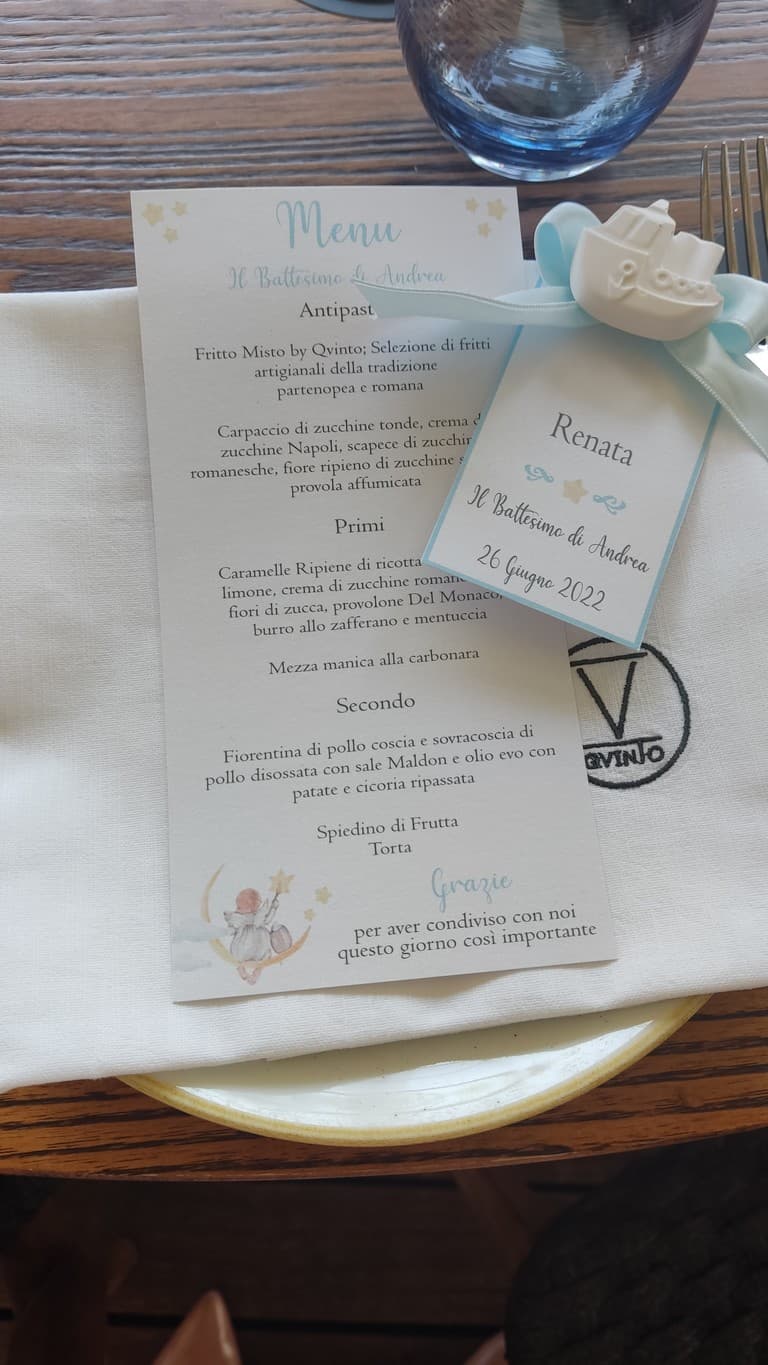 Menu
Il Battesimo di Andrea
Antipast
Fritto Misto by Qvinto; Selezione di fritti
artigianali della tradizione
partenopea e romana
Carpaccio di zucchine tonde, crema
zucchine Napoli, scapece di
romanesche, fiore ripieno di zucchine
provola affumicata
Primi
Caramelle Ripiene di ricotta
limone, crema di zucchine
fiori di zucca, provolone Del Monaco,
burro allo zafferano e mentuccia
Mezza manica alla carbonara
Secondo
Fiorentina di pollo coscia e sovracoscia di
pollo disossata con sale Maldon e olio evo con
patate e cicoria ripassata
Spiedino di Frutta
Torta
Grazie
per aver condiviso con noi
questo giorno così importante
Renata
Il Battesimo di Andrea
26 Giugno 2022
V
QVINTO